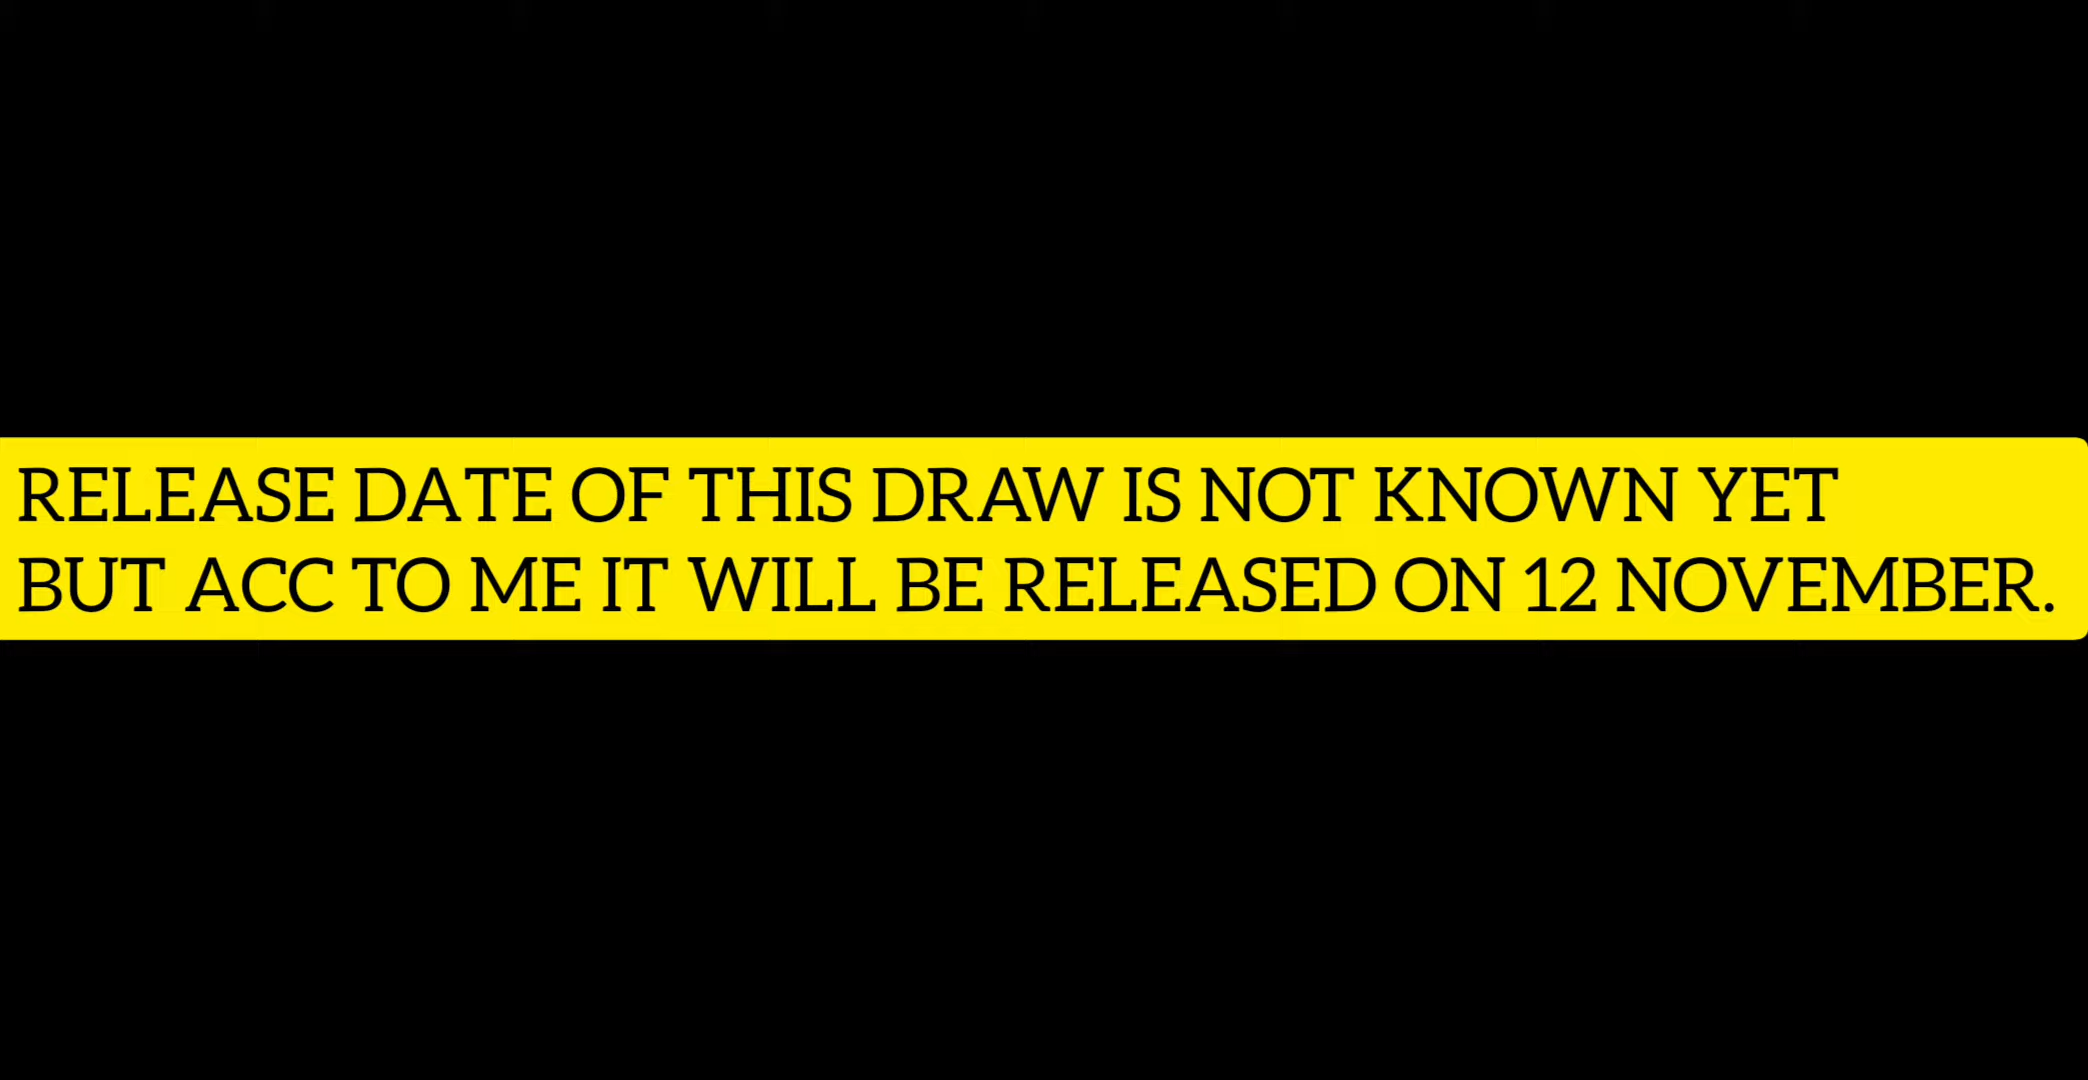 RELEASE DATE OF THIS DRAW IS NOT KNOWN YET
BUT ACC TO ME IT WILL BE RELEASED ON 12 NOVEMBER.